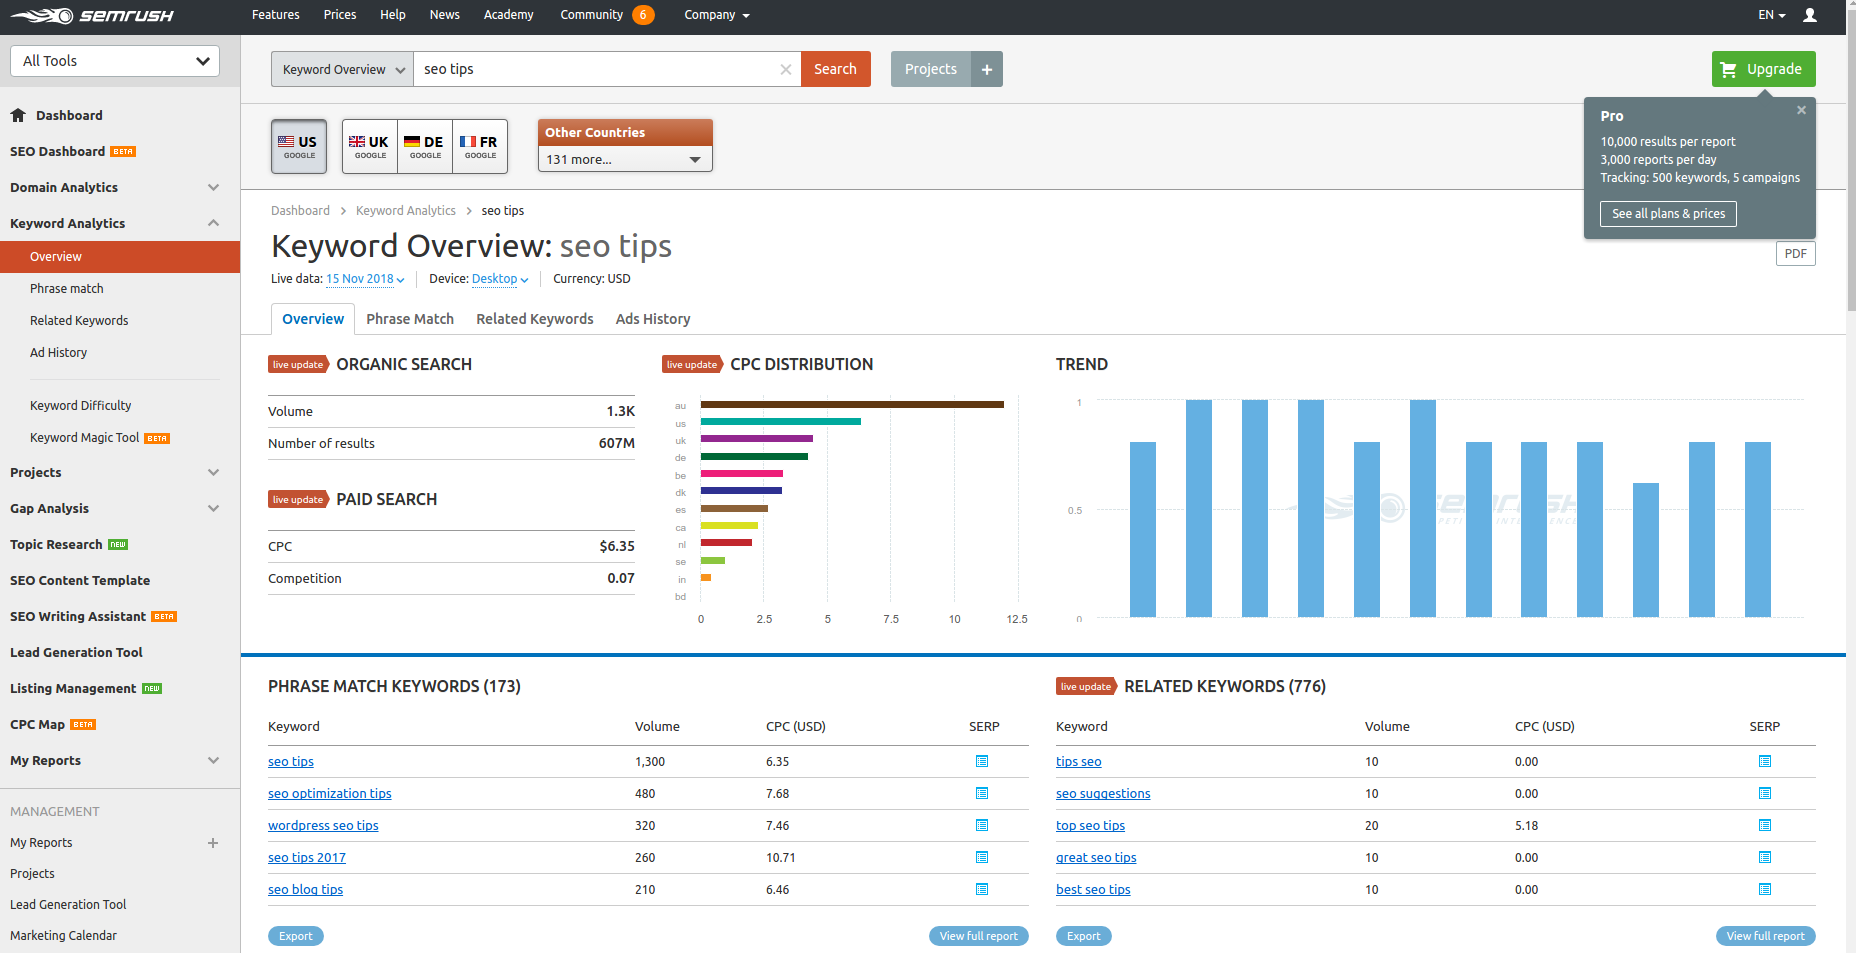 semrush
Features Prices Help News Academy Community 6 Company
EN
All Tools
Dashboard
SEO Dashboard BETA
Domain Analytics
Keyword Analytics
Overview
Phrase match
Related Keywords
Ad History
Keyword Difficulty
Keyword Magic Tool BETA
Projects
Gap Analysis
Topic Research NEW
SEO Content Template
SEO Writing Assistant BETA
Lead Generation Tool
Listing Management NEW
CPC Map BETA
My Reports
MANAGEMENT
My Reports +
Projects
Lead Generation Tool
Marketing Calendar
Keyword Overview seo tips × Search Projects + Upgrade
US GOOGLE
UK GOOGLE
DE GOOGLE
FR GOOGLE
Other Countries
131 more...
Pro ×
10,000 results per report
3,000 reports per day
Tracking: 500 keywords, 5 campaigns
See all plans & prices
Dashboard > Keyword Analytics > seo tips
Keyword Overview: seo tips
PDF
Live data: 15 Nov 2018 Device: Desktop Currency: USD
Overview Phrase Match Related Keywords Ads History
live update ORGANIC SEARCH
Volume 1.3K
Number of results 607M
live update PAID SEARCH
CPC $6.35
Competition 0.07
live update CPC DISTRIBUTION
au
us
uk
de
be
dk
es
ca
nl
se
in
bd
0 2.5 5 7.5 10 12.5
TREND
1
0.5
0
semrush
PHRASE MATCH KEYWORDS (173)
Keyword Volume CPC (USD) SERP
seo tips 1,300 6.35
seo optimization tips 480 7.68
wordpress seo tips 320 7.46
seo tips 2017 260 10.71
seo blog tips 210 6.46
Export View full report
live update RELATED KEYWORDS (776)
Keyword Volume CPC (USD) SERP
tips seo 10 0.00
seo suggestions 10 0.00
top seo tips 20 5.18
great seo tips 10 0.00
best seo tips 10 0.00
Export View full report